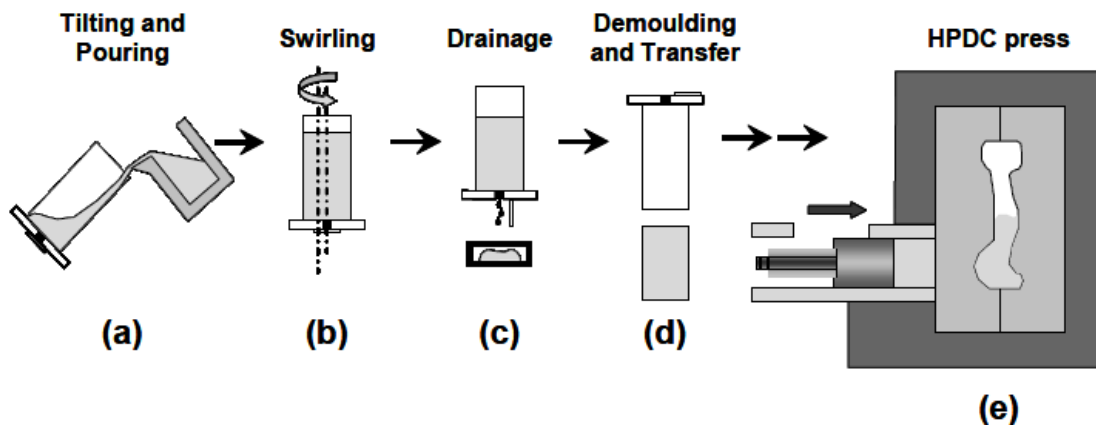 Tilting and
Pouring
Swirling
Drainage
Demoulding
and Transfer
HPDC press
(a)
(b)
(c)
(d)
(e)